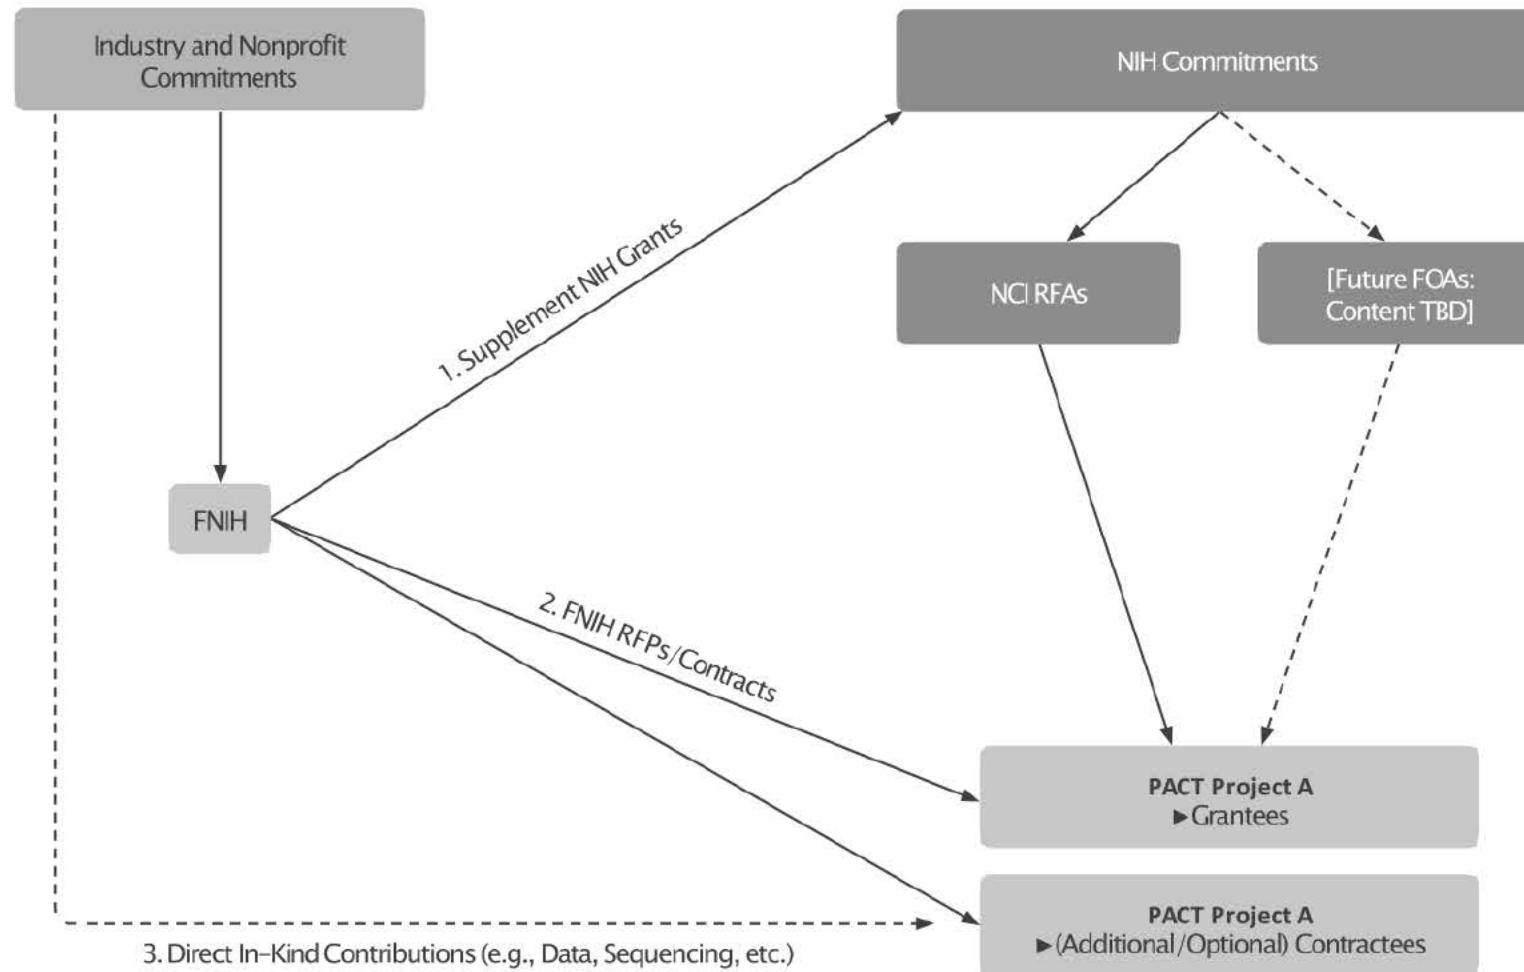 Industry and Nonprofit
Commitments
NIH Commitments
1. Supplement NIH Grants
NCI RFAs
[Future FOAs:
Content TBD]
FNIH
2. FNIH RFPs/Contracts
PACT Project A
►Grantees
PACT Project A
►(Additional/Optional) Contractees
3. Direct In-Kind Contributions (e.g., Data, Sequencing, etc.)